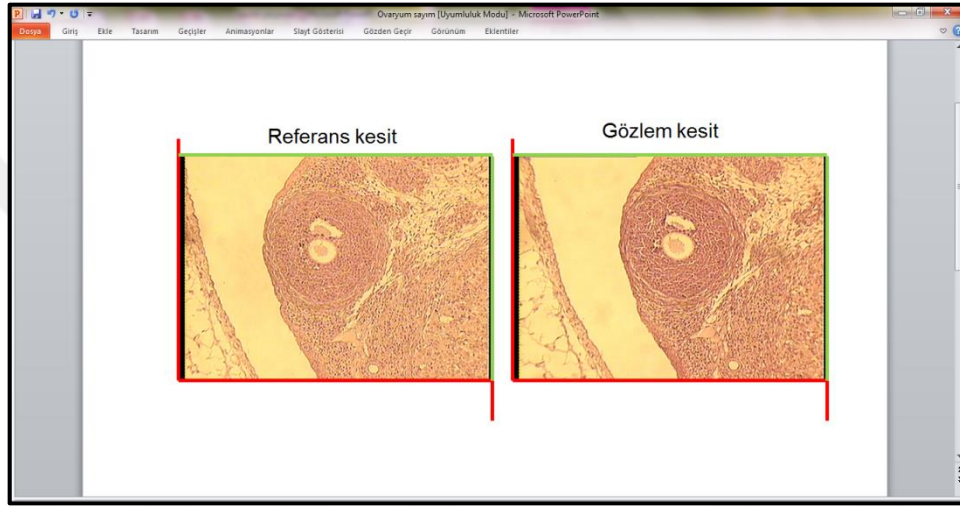 Ovaryum sayım [Uyumluluk Modu] - Microsoft PowerPoint
Dosya Giriş Ekle Tasarım Geçişler Animasyonlar Slayt Gösterisi Gözden Geçir Görünüm Eklentiler
Referans kesit
Gözlem kesit